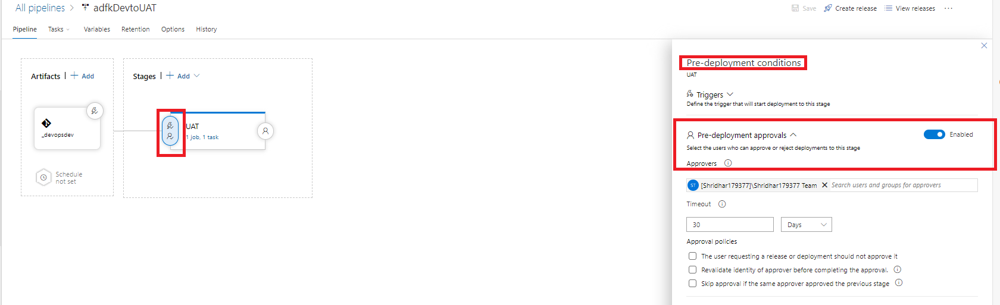 All pipelines > adfkDevtoUAT
Save Create release View releases ...
Pipeline Tasks Variables Retention Options History
Artifacts | + Add
Stages | + Add
_devopsdev
Schedule
not set
UAT
1 job, 1 task
Pre-deployment conditions
UAT
Triggers
Define the trigger that will start deployment to this stage
Pre-deployment approvals
Enabled
Select the users who can approve or reject deployments to this stage
Approvers
ST [Shridhar179377]\Shridhar179377 Team Search users and groups for approvers
Timeout
30 Days
Approval policies
The user requesting a release or deployment should not approve it
Revalidate identity of approver before completing the approval.
Skip approval if the same approver approved the previous stage